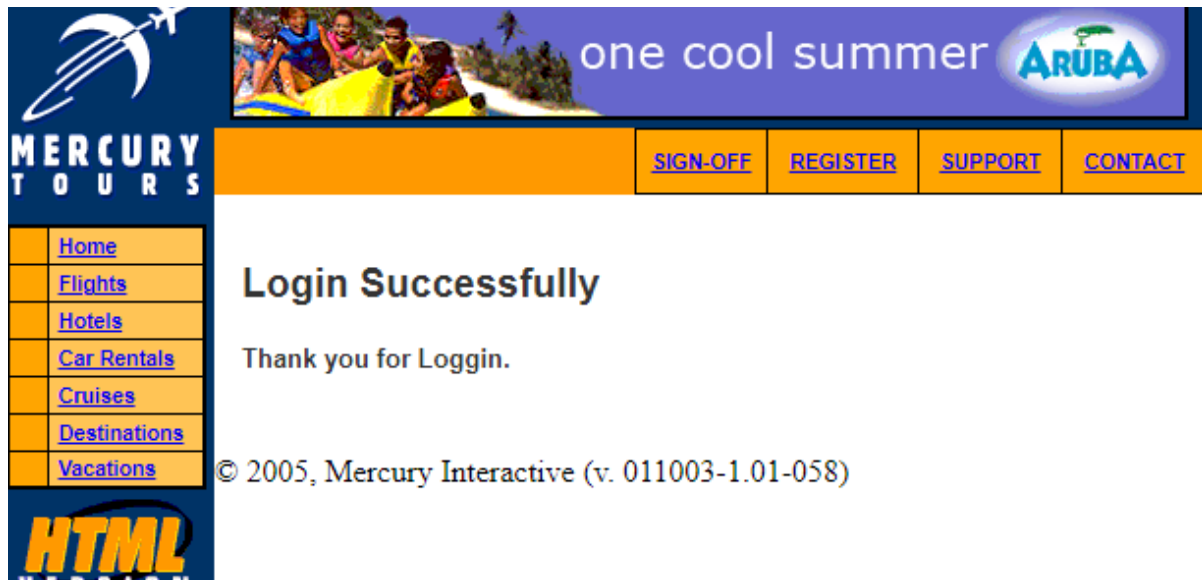 one cool summer ARUBA
MERCURY
TOURS
SIGN-OFF REGISTER SUPPORT CONTACT
Home
Flights
Hotels
Car Rentals
Cruises
Destinations
Vacations
Login Successfully
Thank you for Loggin.
© 2005, Mercury Interactive (v. 011003-1.01-058)
HTML
VERSION